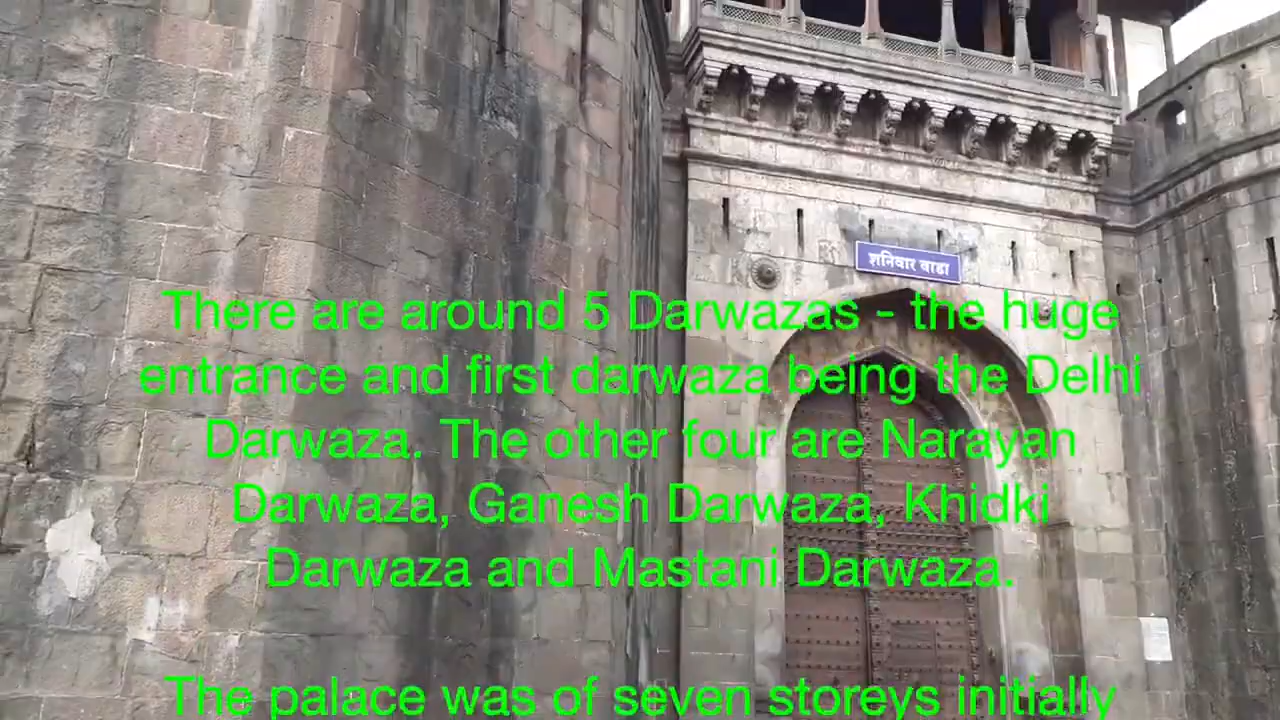 शनिवार वाडा
There are around 5 Darwazas - the huge
entrance and first darwaza being the Delhi
Darwaza. The other four are Narayan
Darwaza, Ganesh Darwaza, Khidki
Darwaza and Mastani Darwaza.
The palace was of seven storeys initially